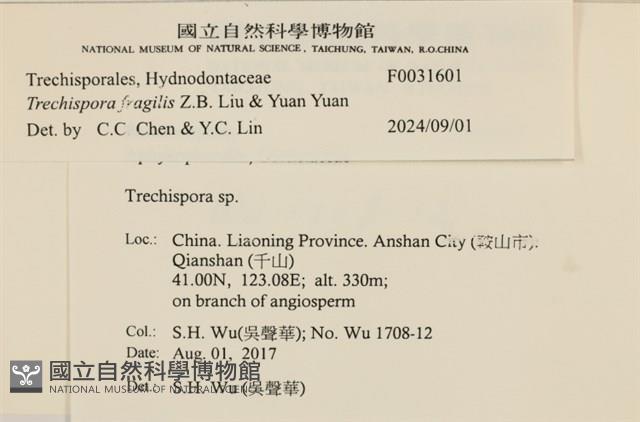 國立自然科學博物館
NATIONAL MUSEUM OF NATURAL SCIENCE, TAICHUNG, TAIWAN, R.O.CHINA
Trechisporales, Hydnodontaceae F0031601
Trechispora fragilis Z.B. Liu & Yuan Yuan
Det. by C.C. Chen & Y.C. Lin 2024/09/01
Trechispora sp.
Loc.: China. Liaoning Province. Anshan City (鞍山市).
Qianshan (千山)
41.00N, 123.08E; alt. 330m;
on branch of angiosperm
Col.: S.H. Wu(吳聲華); No. Wu 1708-12
Date: Aug. 01, 2017
Det.: S.H. Wu (吳聲華)
國立自然科學博物館
NATIONAL MUSEUM OF NATURAL SCIENCE